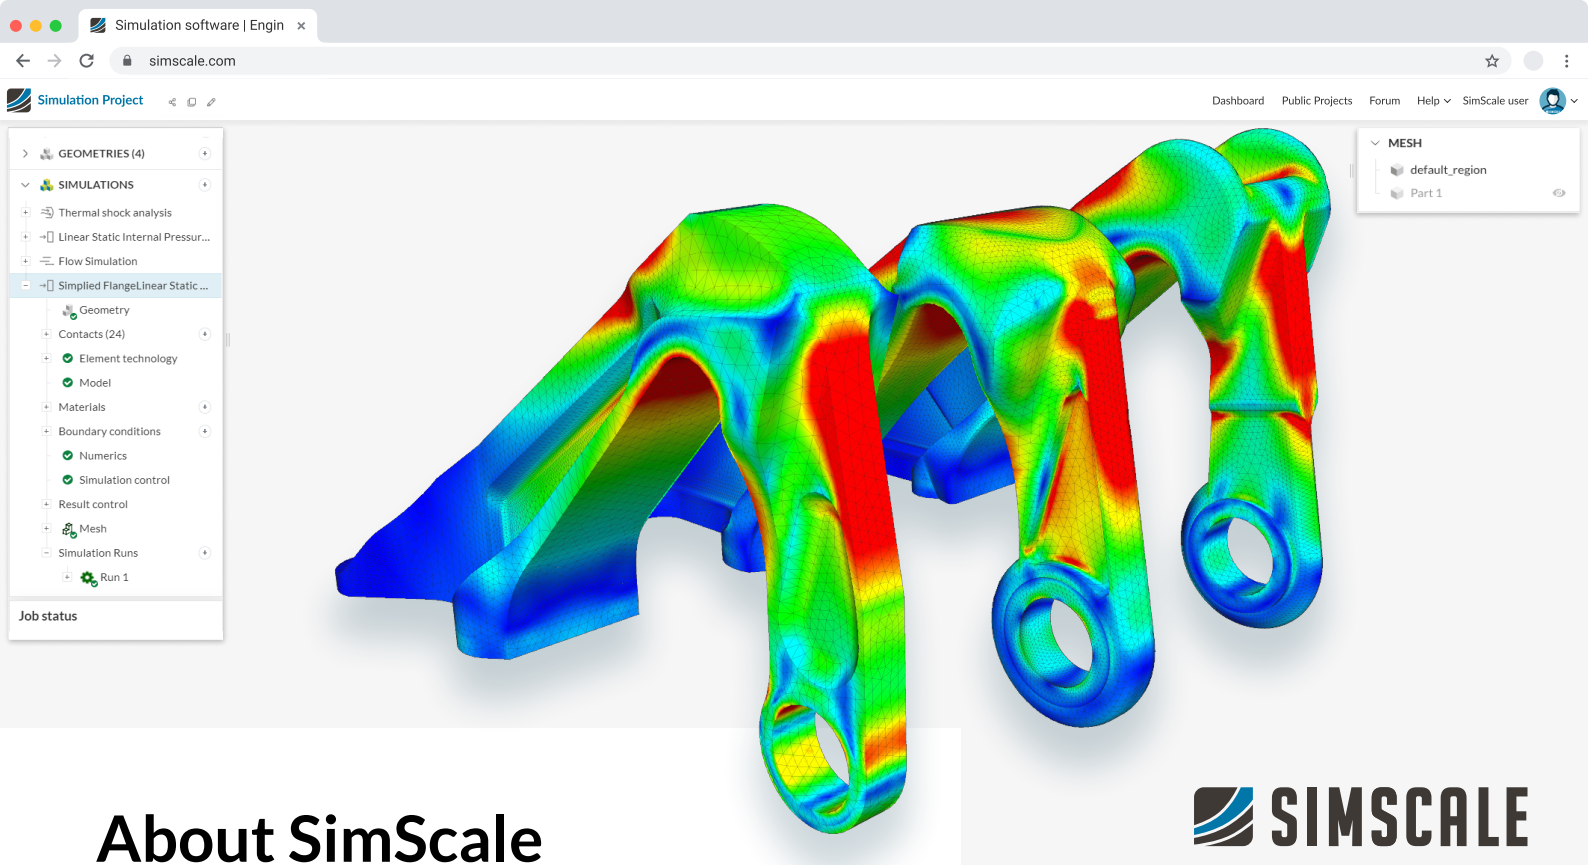 Simulation software | Engin
simscale.com
Simulation Project
Dashboard
Public Projects
Forum
Help
SimScale user
GEOMETRIES (4)
SIMULATIONS
Thermal shock analysis
Linear Static Internal Pressur...
Flow Simulation
Simplied FlangeLinear Static ...
Geometry
Contacts (24)
Element technology
Model
Materials
Boundary conditions
Numerics
Simulation control
Result control
Mesh
Simulation Runs
Run 1
Job status
MESH
default_region
Part 1
About SimScale
SIMSCALE